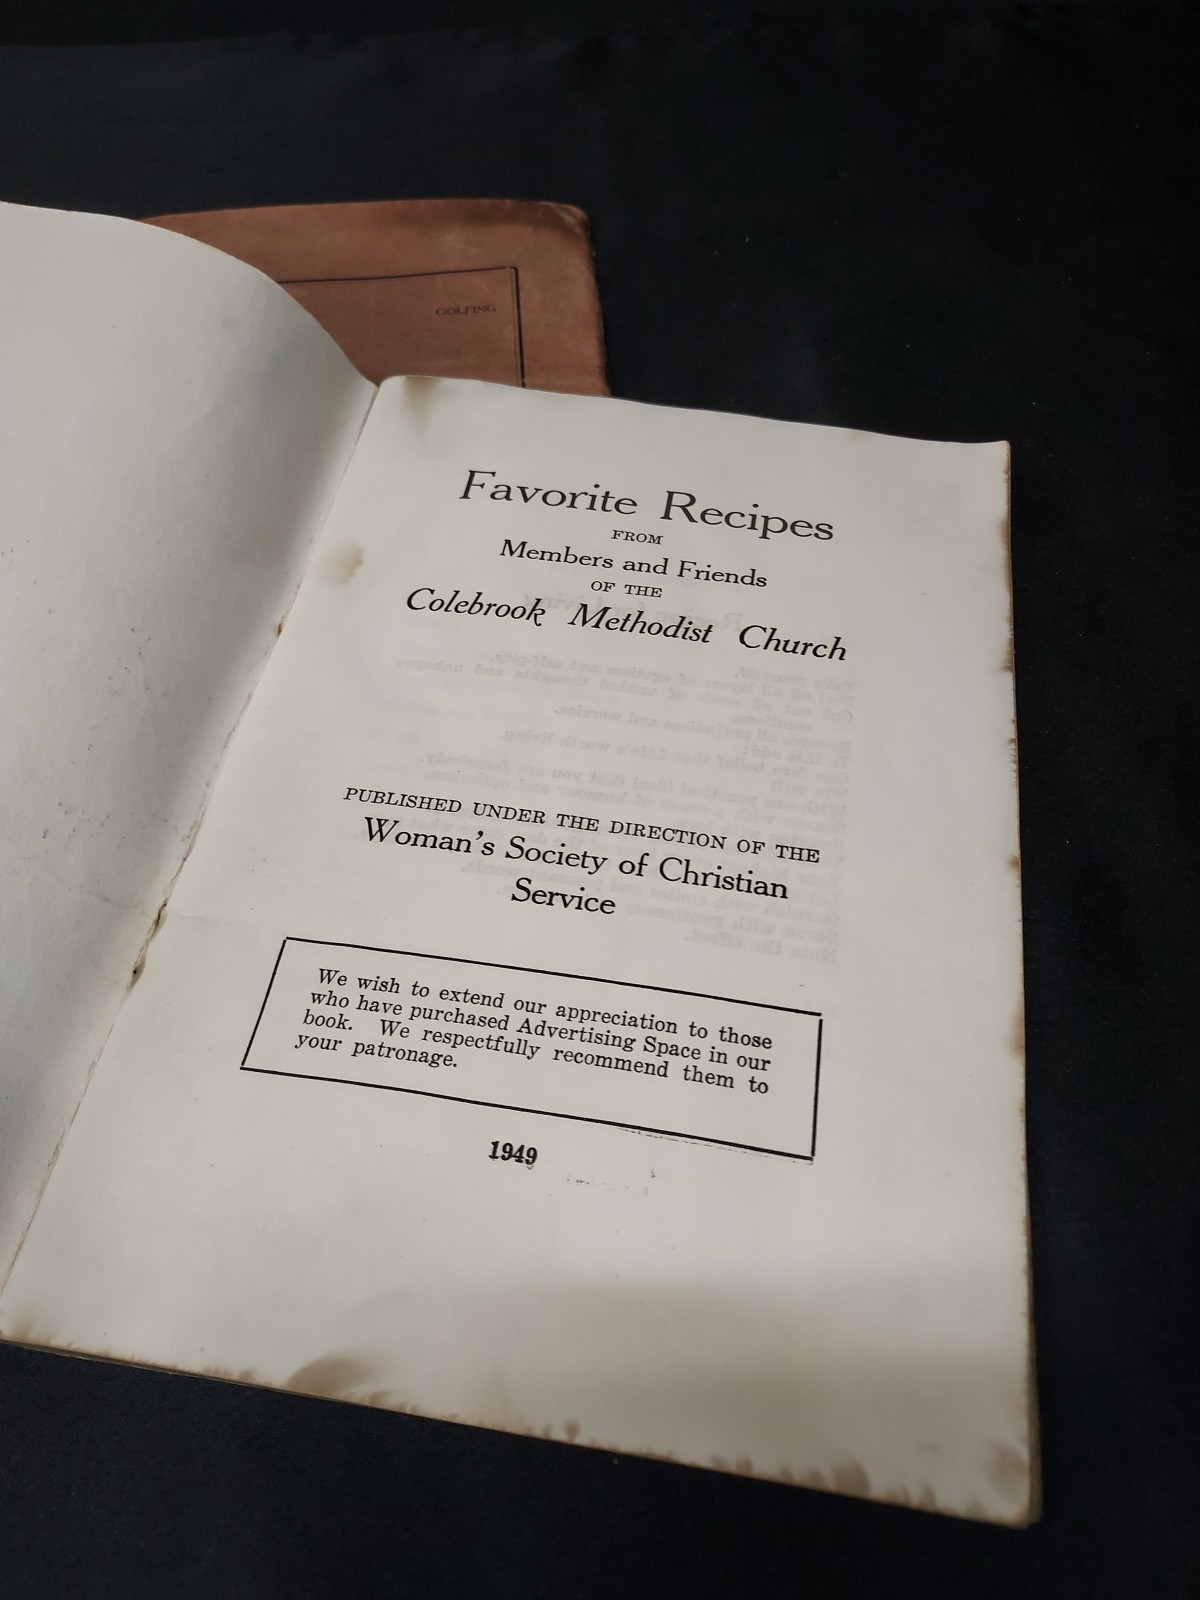 GOLFING
Favorite Recipes
FROM
Members and Friends
OF THE
Colebrook Methodist Church
PUBLISHED UNDER THE DIRECTION OF THE
Woman's Society of Christian
Service
We wish to extend our appreciation to those
who have purchased Advertising Space in our
book. We respectfully recommend them to
your patronage.
1949